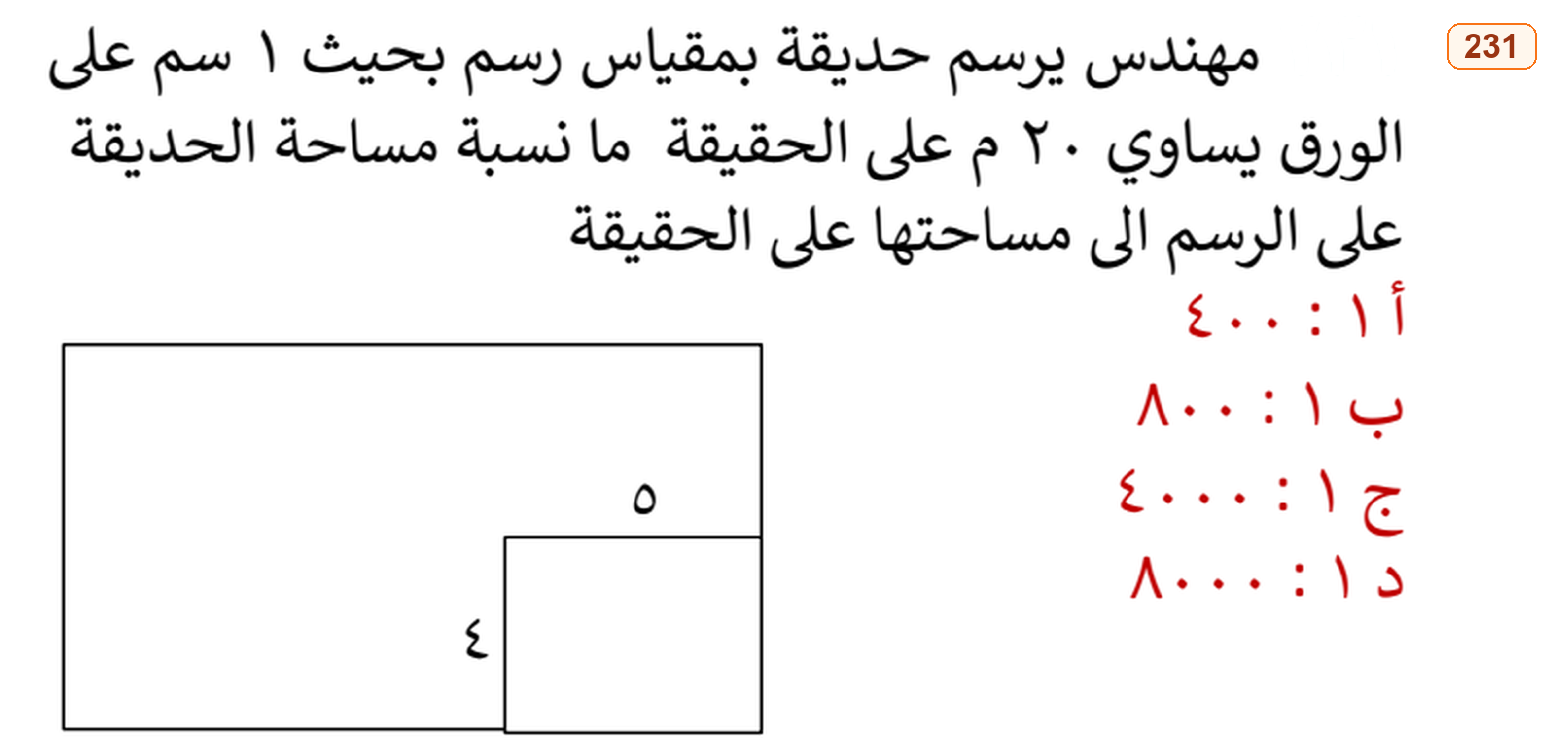 231
مهندس يرسم حديقة بمقياس رسم بحيث ١ سم على
الورق يساوي ٢٠ م على الحقيقة ما نسبة مساحة الحديقة
على الرسم الى مساحتها على الحقيقة
أ ١ : ٤٠٠
ب ١ : ٨٠٠
ج ١ : ٤٠٠٠
د ١ : ٨٠٠٠
٥
٤